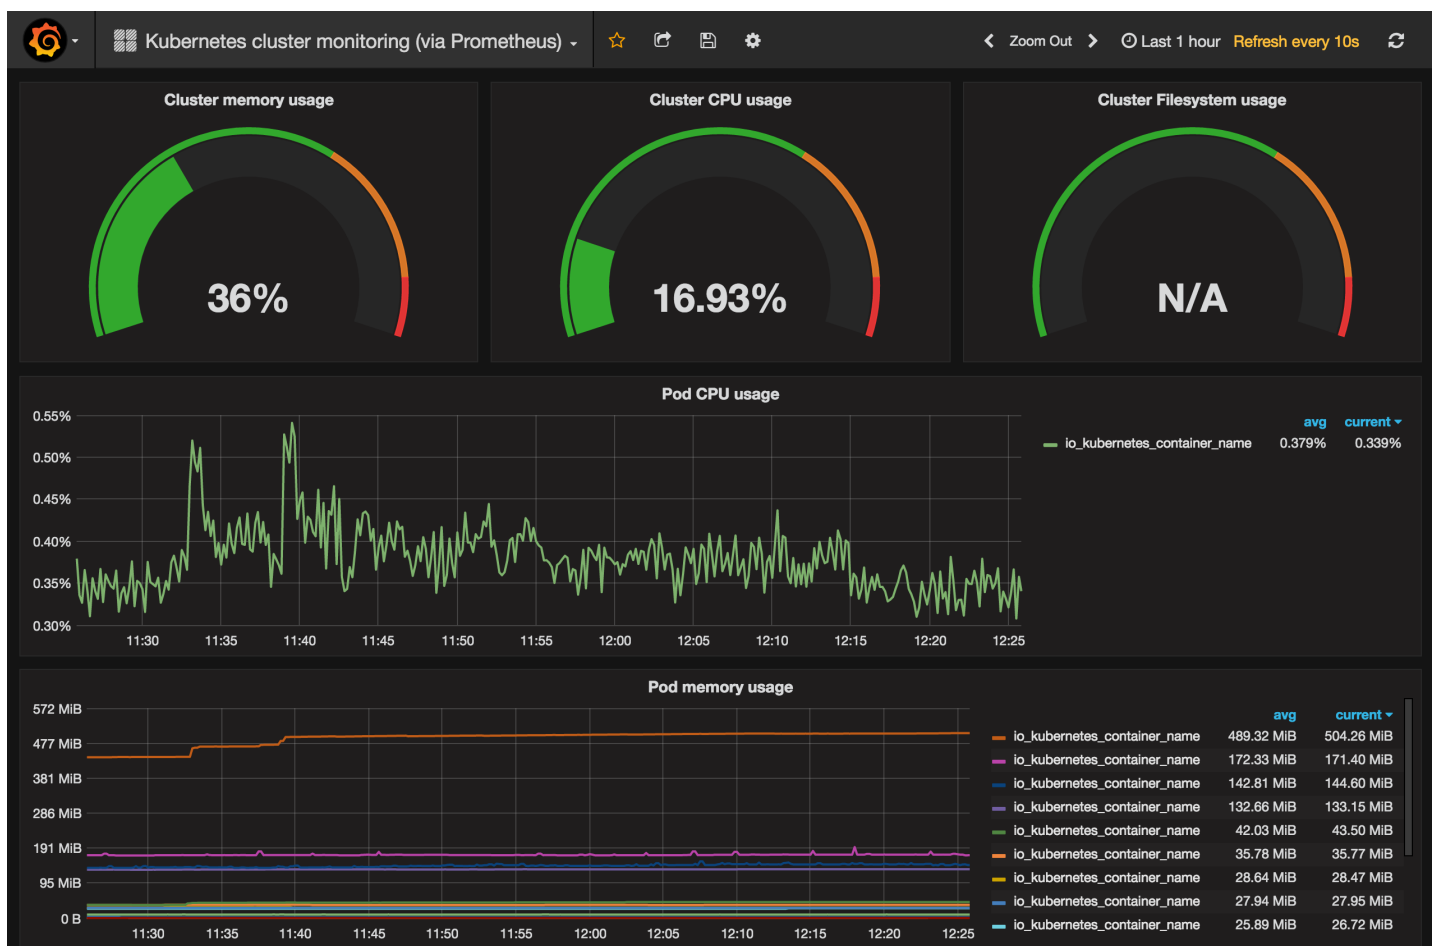 Kubernetes cluster monitoring (via Prometheus)
Zoom Out
Last 1 hour Refresh every 10s
Cluster memory usage
36%
Cluster CPU usage
16.93%
Cluster Filesystem usage
N/A
Pod CPU usage
0.55%
0.50%
0.45%
0.40%
0.35%
0.30%
11:30 11:35 11:40 11:45 11:50 11:55 12:00 12:05 12:10 12:15 12:20 12:25
avg current
io_kubernetes_container_name 0.379% 0.339%
Pod memory usage
572 MiB
477 MiB
381 MiB
286 MiB
191 MiB
95 MiB
0 B
11:30 11:35 11:40 11:45 11:50 11:55 12:00 12:05 12:10 12:15 12:20 12:25
avg current
io_kubernetes_container_name 489.32 MiB 504.26 MiB
io_kubernetes_container_name 172.33 MiB 171.40 MiB
io_kubernetes_container_name 142.81 MiB 144.60 MiB
io_kubernetes_container_name 132.66 MiB 133.15 MiB
io_kubernetes_container_name 42.03 MiB 43.50 MiB
io_kubernetes_container_name 35.78 MiB 35.77 MiB
io_kubernetes_container_name 28.64 MiB 28.47 MiB
io_kubernetes_container_name 27.94 MiB 27.95 MiB
io_kubernetes_container_name 25.89 MiB 26.72 MiB